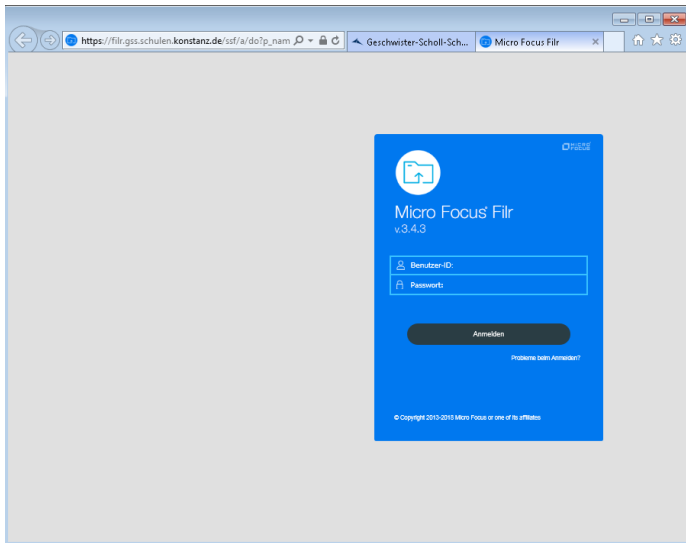 https://filr.gss.schulen.konstanz.de/ssf/a/do?p_nam
Geschwister-Scholl-Sch...
Micro Focus Filr
MICRO FOCUS
Micro Focus® Filr
v.3.4.3
Benutzer-ID:
Passwort:
Anmelden
Probleme beim Anmelden?
© Copyright 2013-2018 Micro Focus or one of its affiliates